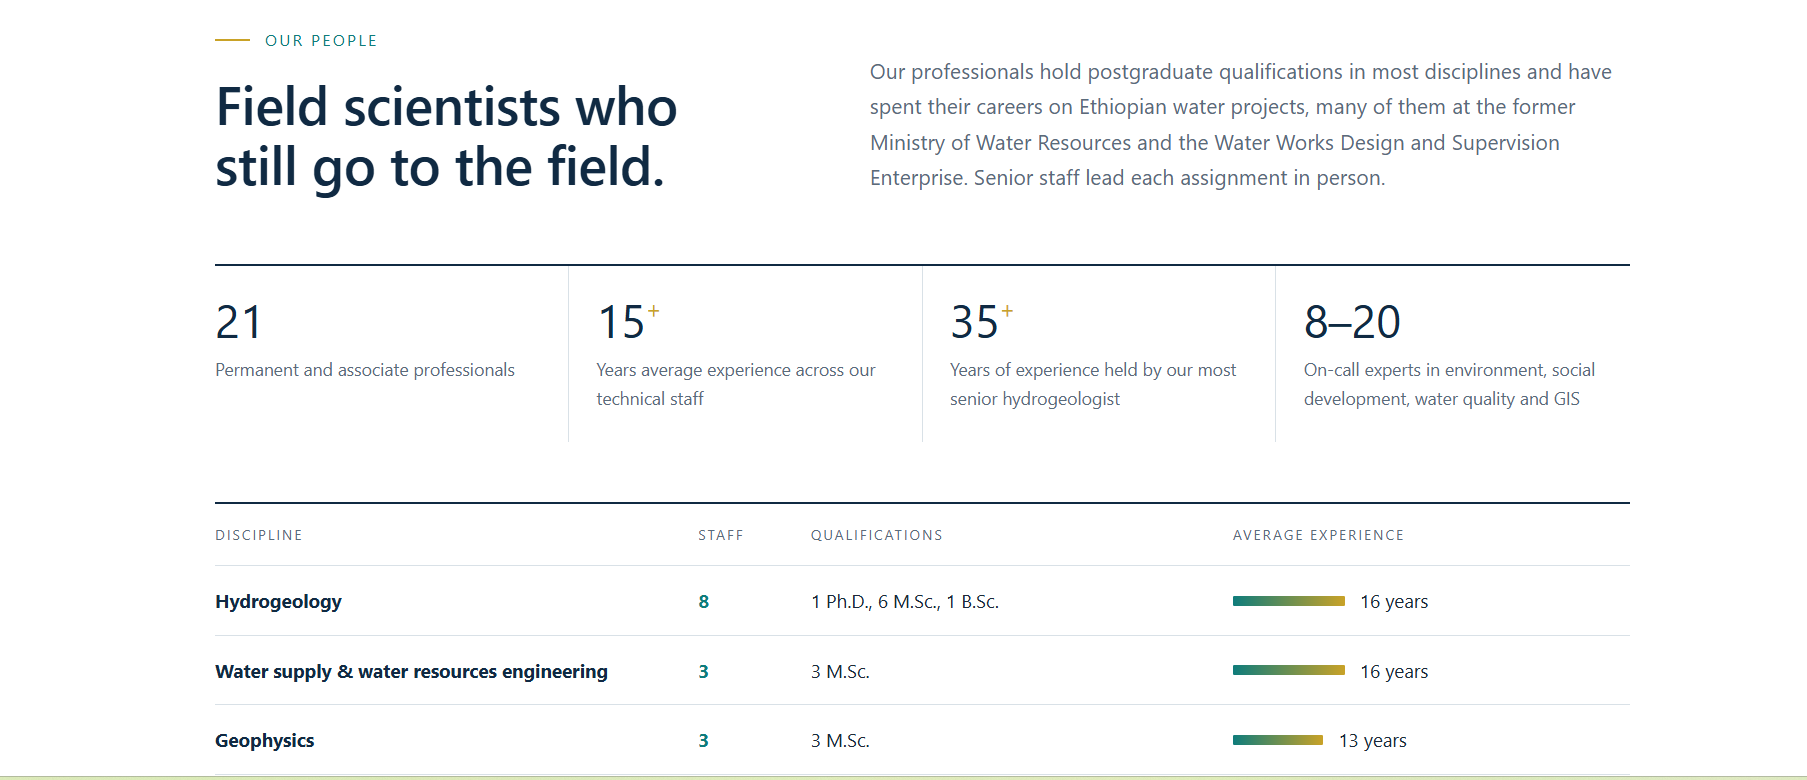 OUR PEOPLE
Field scientists who
still go to the field.
Our professionals hold postgraduate qualifications in most disciplines and have
spent their careers on Ethiopian water projects, many of them at the former
Ministry of Water Resources and the Water Works Design and Supervision
Enterprise. Senior staff lead each assignment in person.
21
Permanent and associate professionals
15+
Years average experience across our
technical staff
35+
Years of experience held by our most
senior hydrogeologist
8–20
On-call experts in environment, social
development, water quality and GIS
DISCIPLINE STAFF QUALIFICATIONS AVERAGE EXPERIENCE
Hydrogeology 8 1 Ph.D., 6 M.Sc., 1 B.Sc. 16 years
Water supply & water resources engineering 3 3 M.Sc. 16 years
Geophysics 3 3 M.Sc. 13 years